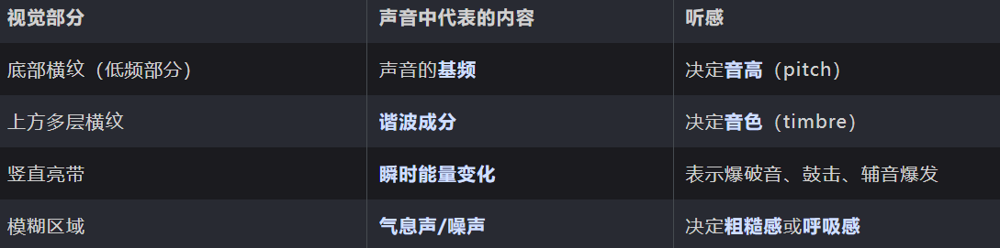 视觉部分 声音中代表的内容 听感
底部横纹（低频部分） 声音的基频 决定音高（pitch）
上方多层横纹 谐波成分 决定音色（timbre）
竖直亮带 瞬时能量变化 表示爆破音、鼓击、辅音爆发
模糊区域 气息声/噪声 决定粗糙感或呼吸感